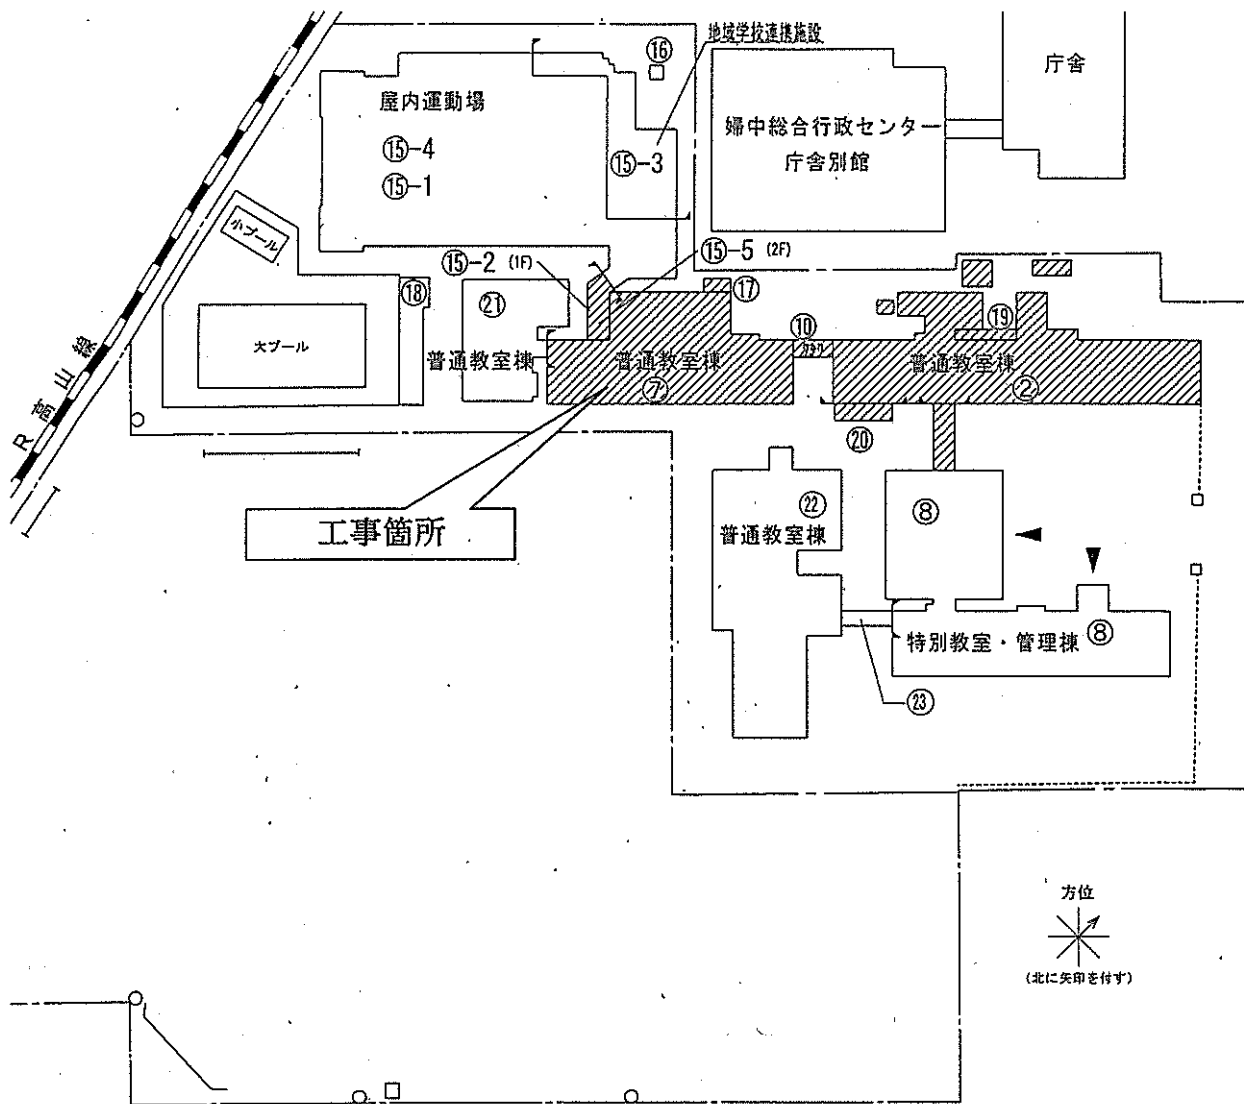 地域学校連携施設
⑯
庁舎
屋内運動場
⑮-4
⑮-1
⑮-3
婦中総合行政センター
庁舎別館
小プール
⑮-2 (1F)
⑮-5 (2F)
⑱
㉑
⑰
⑩
⑲
大プール
普通教室棟
普通教室棟
⑦
普通教室棟
②
R高山線
⑳
工事箇所
㉒
普通教室棟
⑧
特別教室・管理棟
⑧
㉓
方位
(北に矢印を付す)